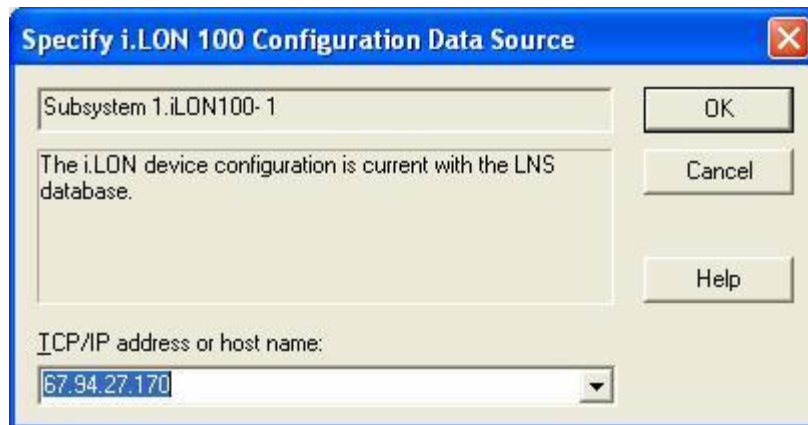 Specify i.LON 100 Configuration Data Source
Subsystem 1.iLON100- 1
OK
The i.LON device configuration is current with the LNS
database.
Cancel
Help
TCP/IP address or host name:
67.94.27.170